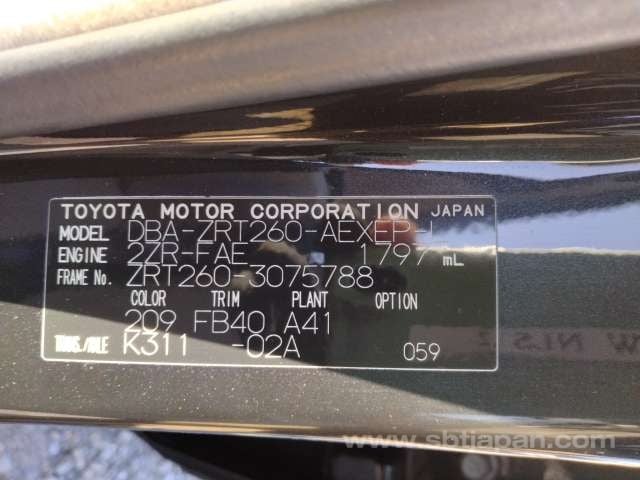 TOYOTA MOTOR CORPORATION JAPAN
MODEL DBA-ZRT260-AEXEP-I
ENGINE 2ZR-FAE 1797 mL
FRAME No. ZRT260-3075788
COLOR TRIM PLANT OPTION
209 FB40 A41
TRANS./AXLE K311 -02A 059
www.sbtjapan.com